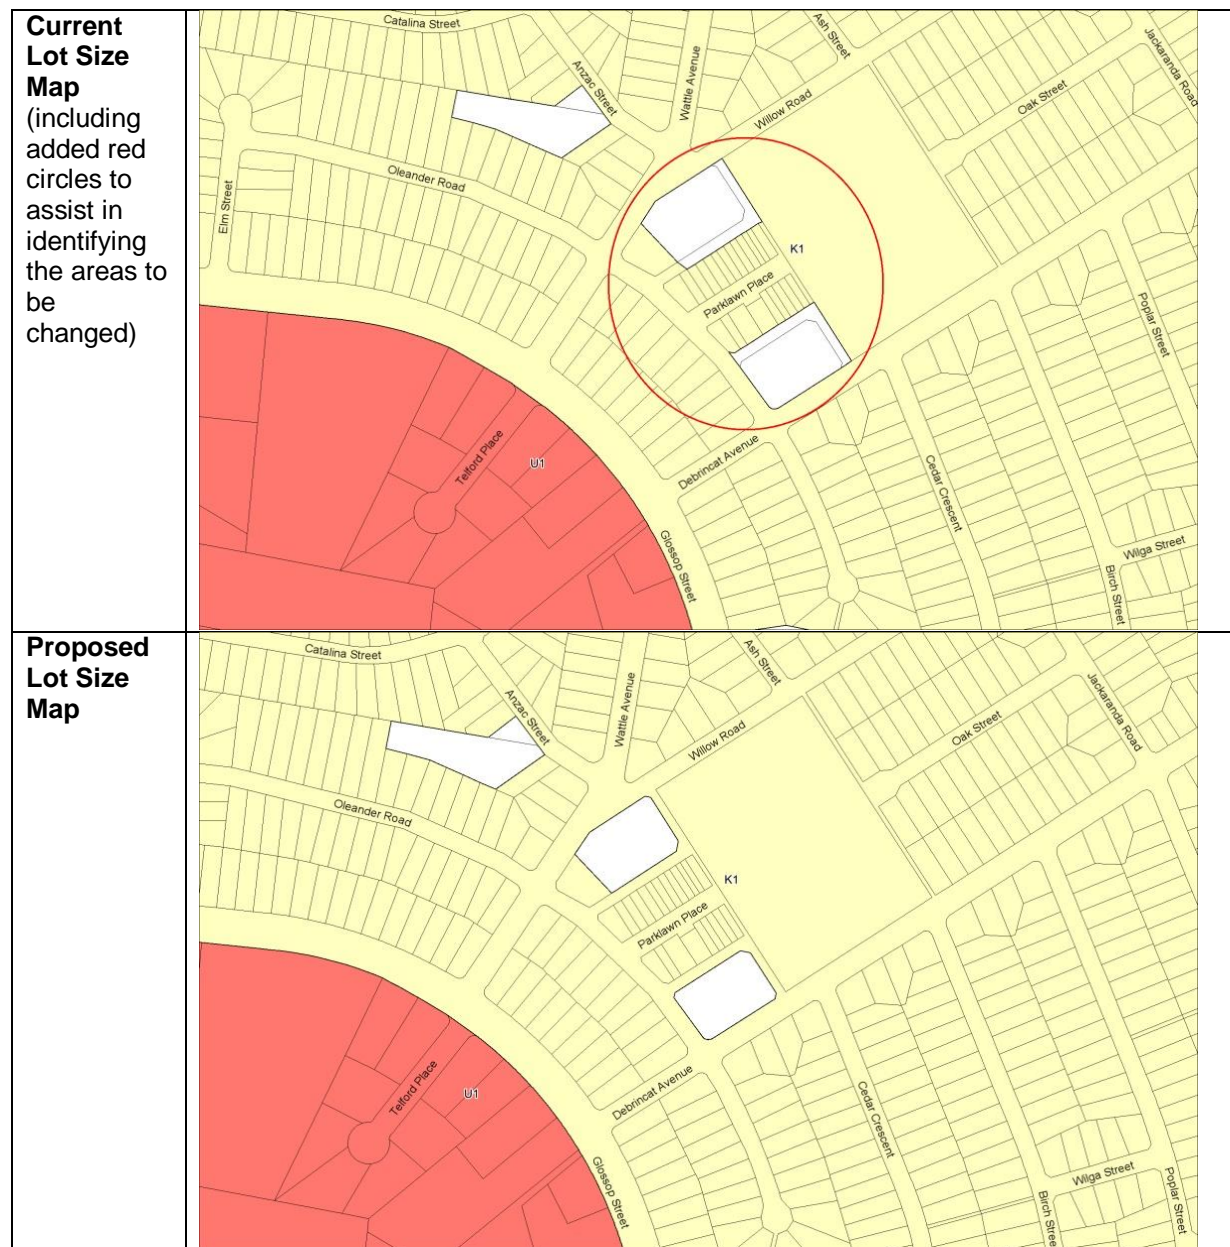 Current
Lot Size
Map
(including
added red
circles to
assist in
identifying
the areas to
be
changed)
Catalina Street
Anzac Street
Wattle Avenue
Ash Street
Jackaranda Road
Willow Road
Oak Street
Oleander Road
Elm Street
K1
Parklawn Place
Poplar Street
Telford Place
U1
Debrincat Avenue
Cedar Crescent
Glossop Street
Wilga Street
Birch Street
Proposed
Lot Size
Map
Catalina Street
Anzac Street
Wattle Avenue
Ash Street
Jackaranda Road
Willow Road
Oak Street
Oleander Road
K1
Parklawn Place
Telford Place
U1
Debrincat Avenue
Cedar Crescent
Glossop Street
Wilga Street
Birch Stree
Poplar Street